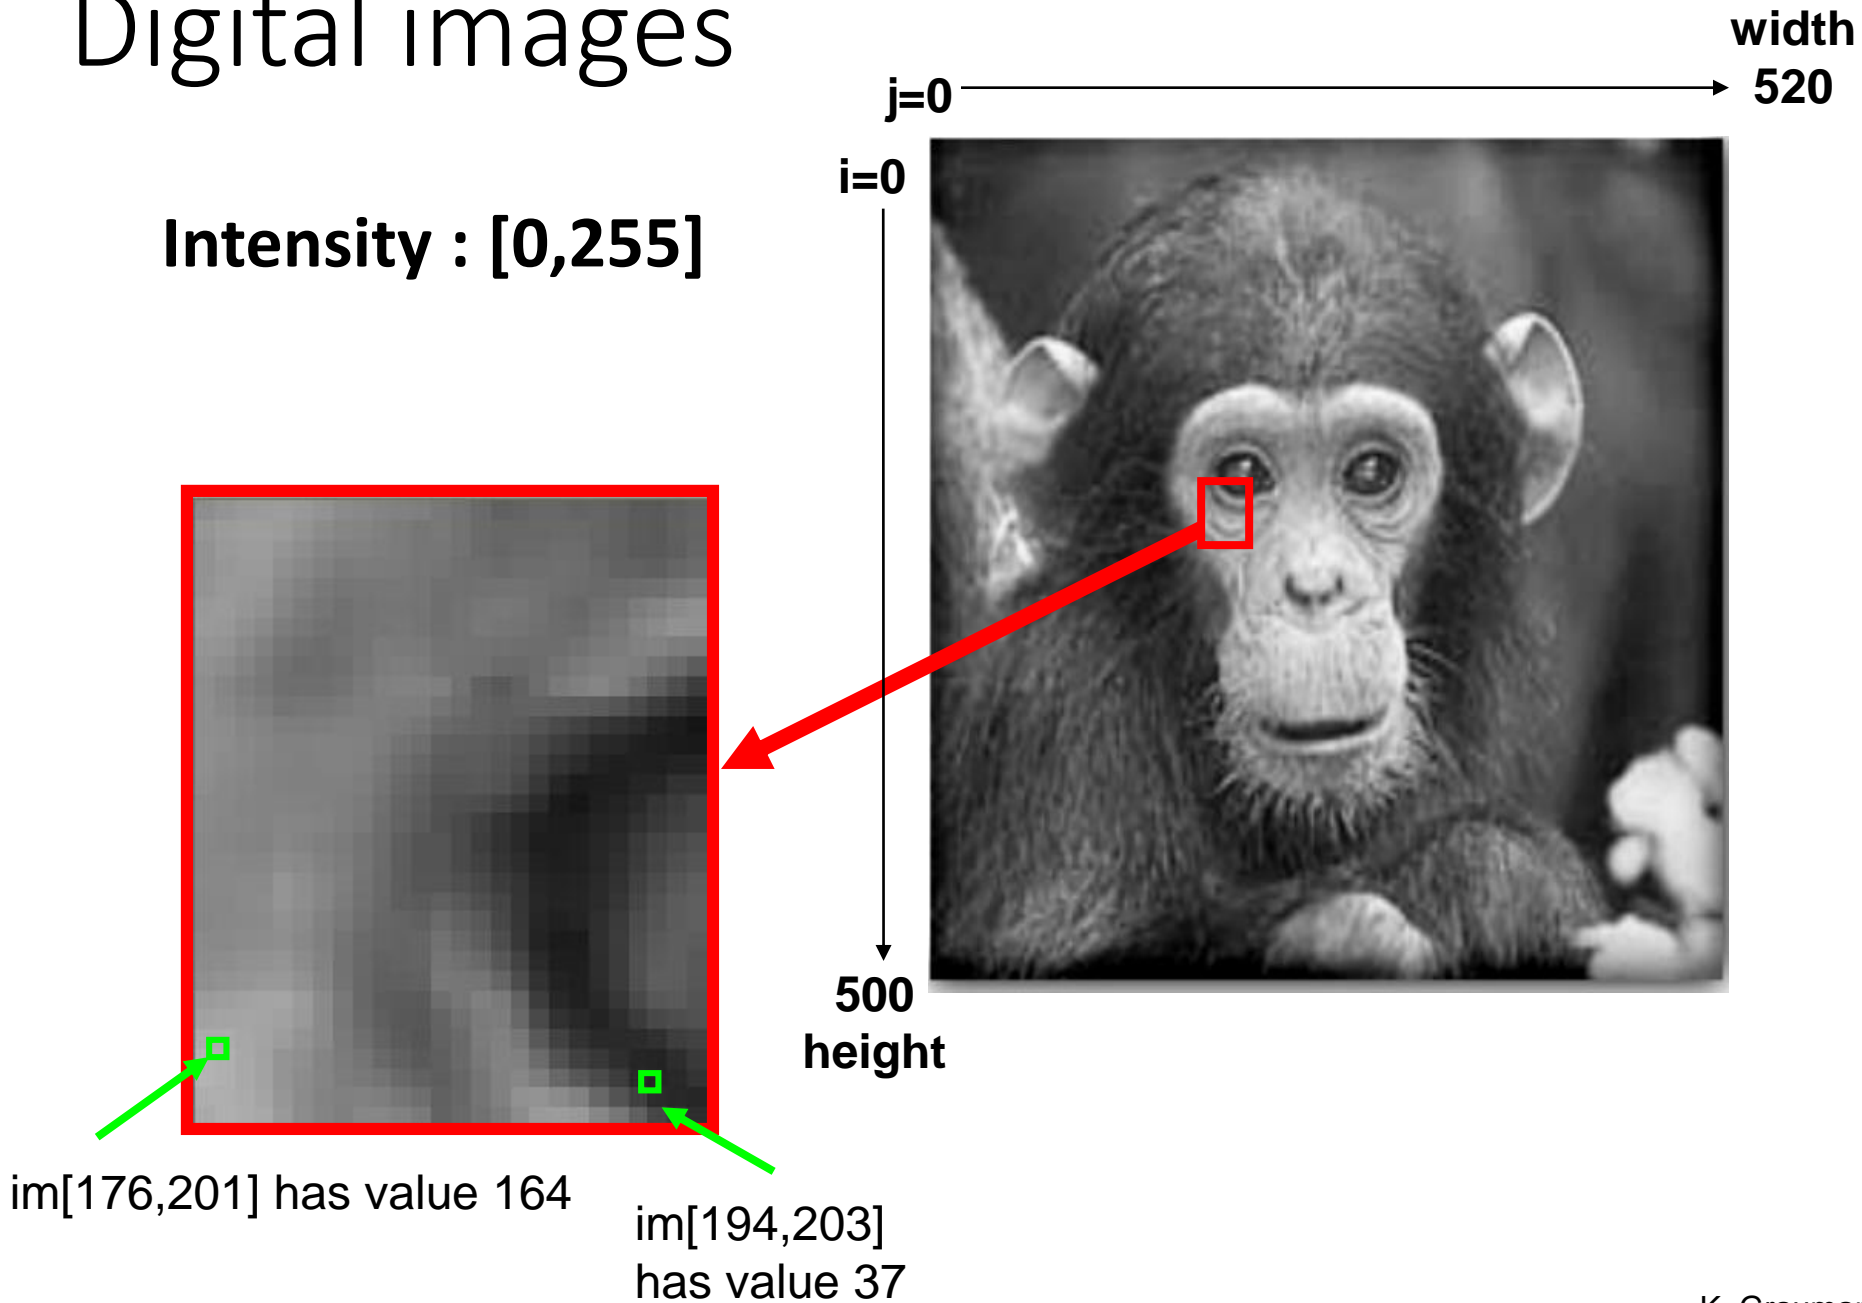 Digital images
width
520
j=0
i=0
Intensity : [0,255]
500
height
im[176,201] has value 164
im[194,203]
has value 37